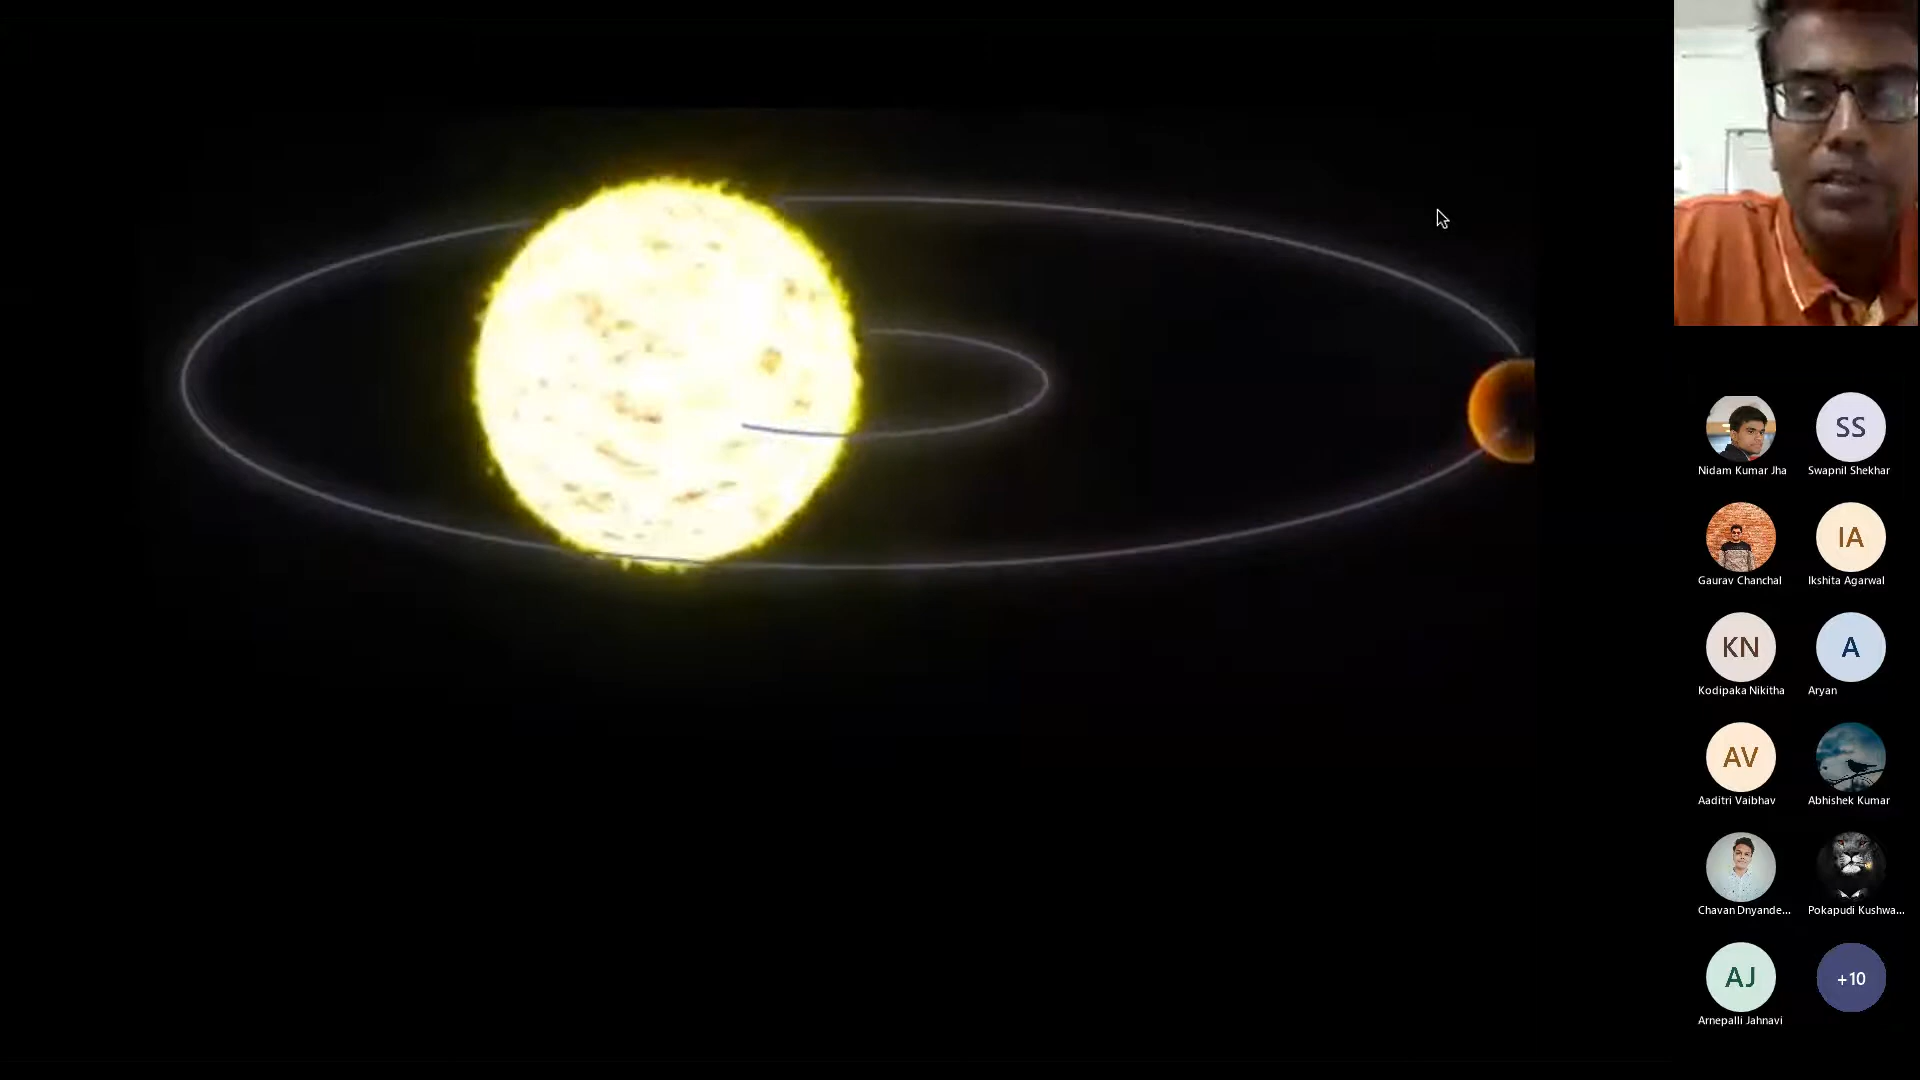 SS
Nidam Kumar Jha
Swapnil Shekhar
IA
Gaurav Chanchal
Ikshita Agarwal
KN
A
Kodipaka Nikitha
Aryan
AV
Aaditri Vaibhav
Abhishek Kumar
Chavan Dnyande...
Pokapudi Kushwa...
AJ
+10
Arnepalli Jahnavi